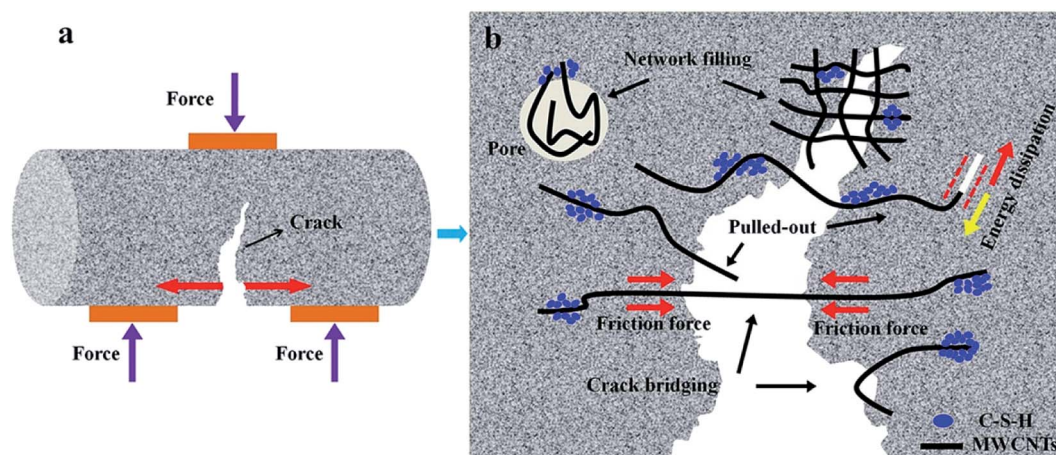 a
Force
Crack
Force
Force
b
Network filling
Pore
Energy dissipation
Pulled-out
Friction force
Friction force
Crack bridging
C-S-H
MWCNTs